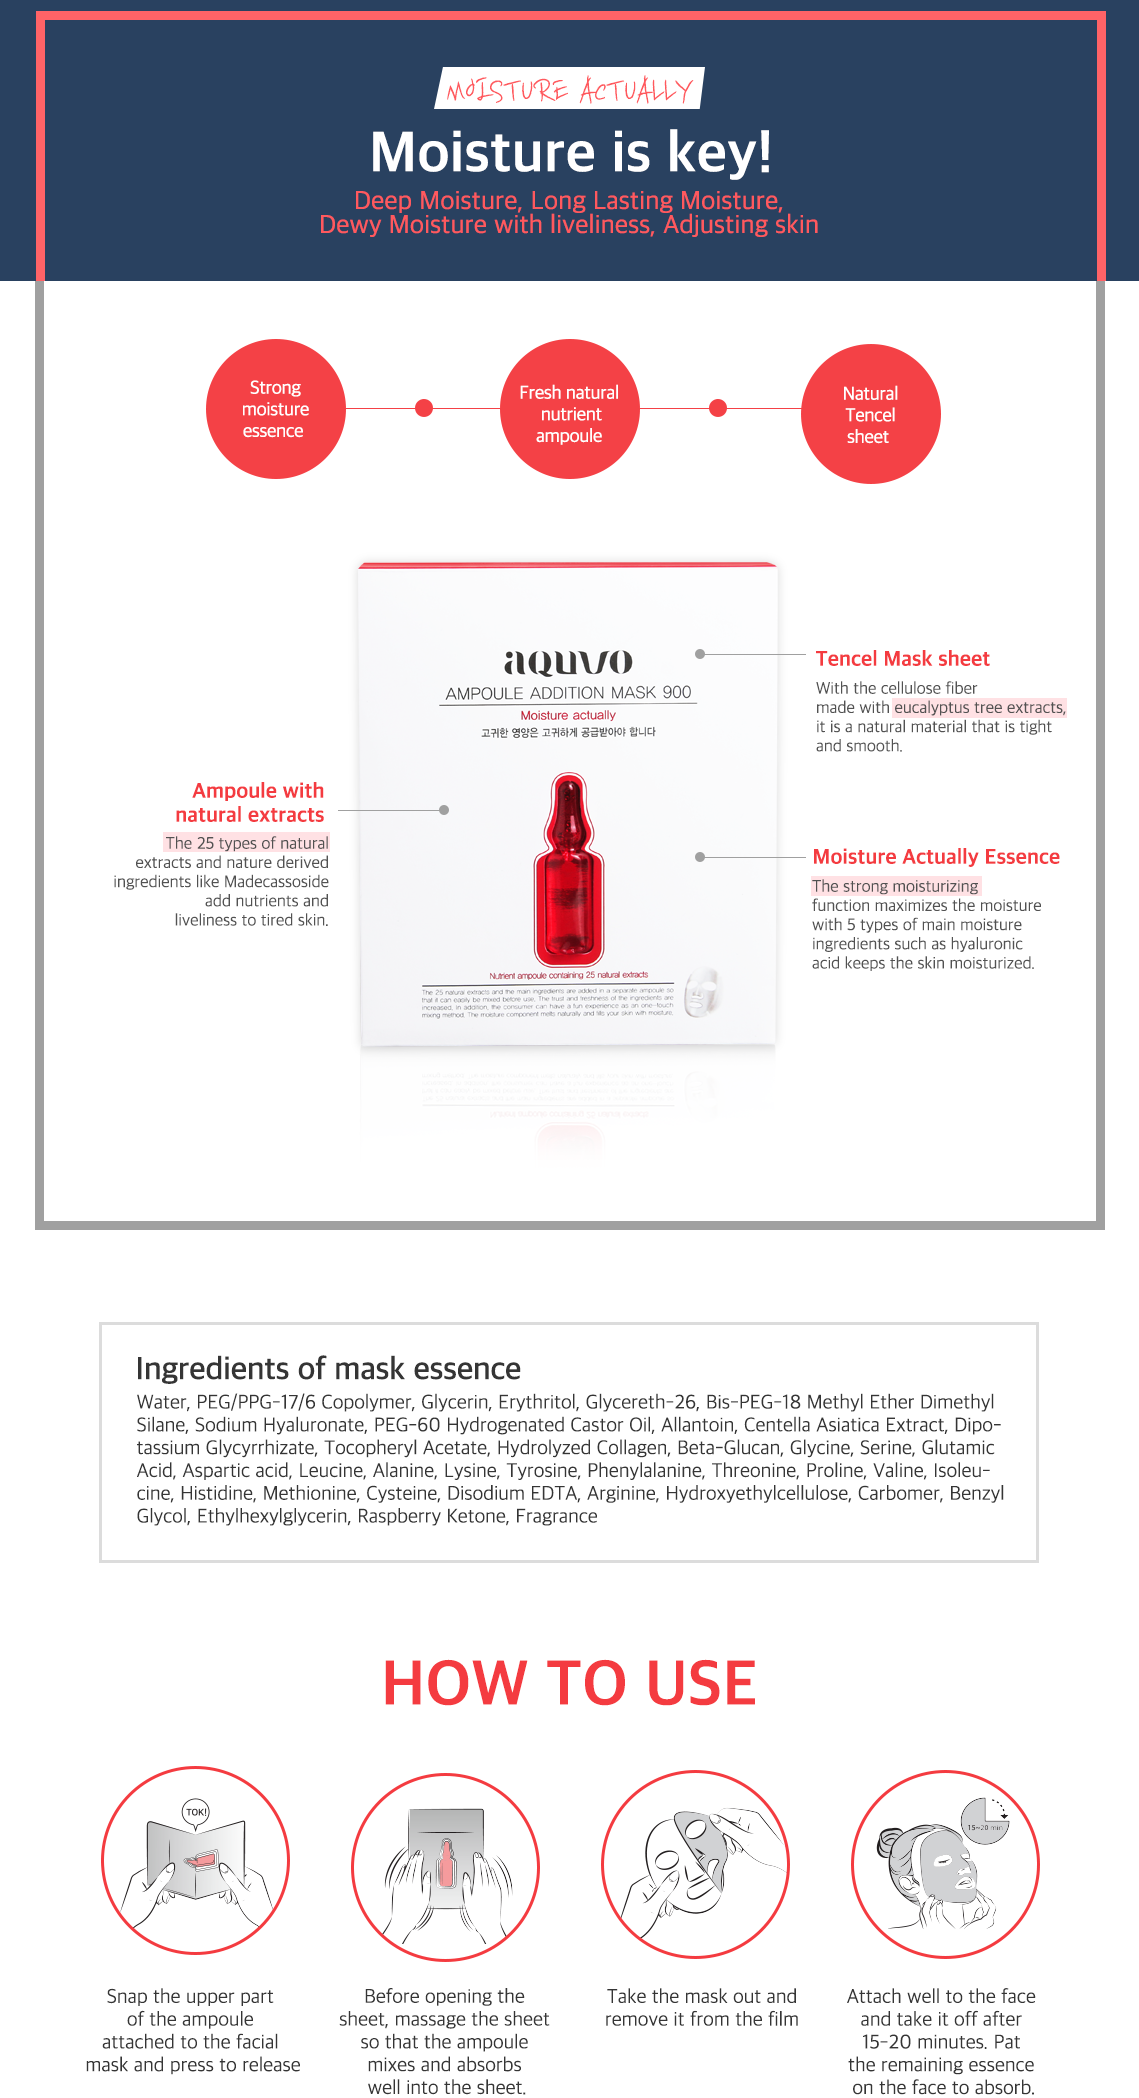 MOISTURE ACTUALLY
Moisture is key!
Deep Moisture, Long Lasting Moisture,
Dewy Moisture with liveliness, Adjusting skin
Strong
moisture
essence
Fresh natural
nutrient
ampoule
Natural
Tencel
sheet
aquvo
AMPOULE ADDITION MASK 900
Moisture actually
고귀한 영양은 고귀하게 공급받아야 합니다
Tencel Mask sheet
With the cellulose fiber
made with eucalyptus tree extracts,
it is a natural material that is tight
and smooth.
Ampoule with
natural extracts
The 25 types of natural
extracts and nature derived
ingredients like Madecassoside
add nutrients and
liveliness to tired skin.
Moisture Actually Essence
The strong moisturizing
function maximizes the moisture
with 5 types of main moisture
ingredients such as hyaluronic
acid keeps the skin moisturized.
Nutrient ampoule containing 25 natural extracts
The 25 natural extracts and the main ingredients are added in a separate ampoule so
that it can easily be mixed before use. The trust and freshness of the ingredients are
increased. In addition, the consumer can have a fun experience as an one-touch
mixing method. The moisture component melts naturally and fills your skin with moisture.
Ingredients of mask essence
Water, PEG/PPG-17/6 Copolymer, Glycerin, Erythritol, Glycereth-26, Bis-PEG-18 Methyl Ether Dimethyl
Silane, Sodium Hyaluronate, PEG-60 Hydrogenated Castor Oil, Allantoin, Centella Asiatica Extract, Dipo-
tassium Glycyrrhizate, Tocopheryl Acetate, Hydrolyzed Collagen, Beta-Glucan, Glycine, Serine, Glutamic
Acid, Aspartic acid, Leucine, Alanine, Lysine, Tyrosine, Phenylalanine, Threonine, Proline, Valine, Isoleu-
cine, Histidine, Methionine, Cysteine, Disodium EDTA, Arginine, Hydroxyethylcellulose, Carbomer, Benzyl
Glycol, Ethylhexylglycerin, Raspberry Ketone, Fragrance
HOW TO USE
TOK!
15~20 min
Snap the upper part
of the ampoule
attached to the facial
mask and press to release
Before opening the
sheet, massage the sheet
so that the ampoule
mixes and absorbs
well into the sheet.
Take the mask out and
remove it from the film
Attach well to the face
and take it off after
15-20 minutes. Pat
the remaining essence
on the face to absorb.